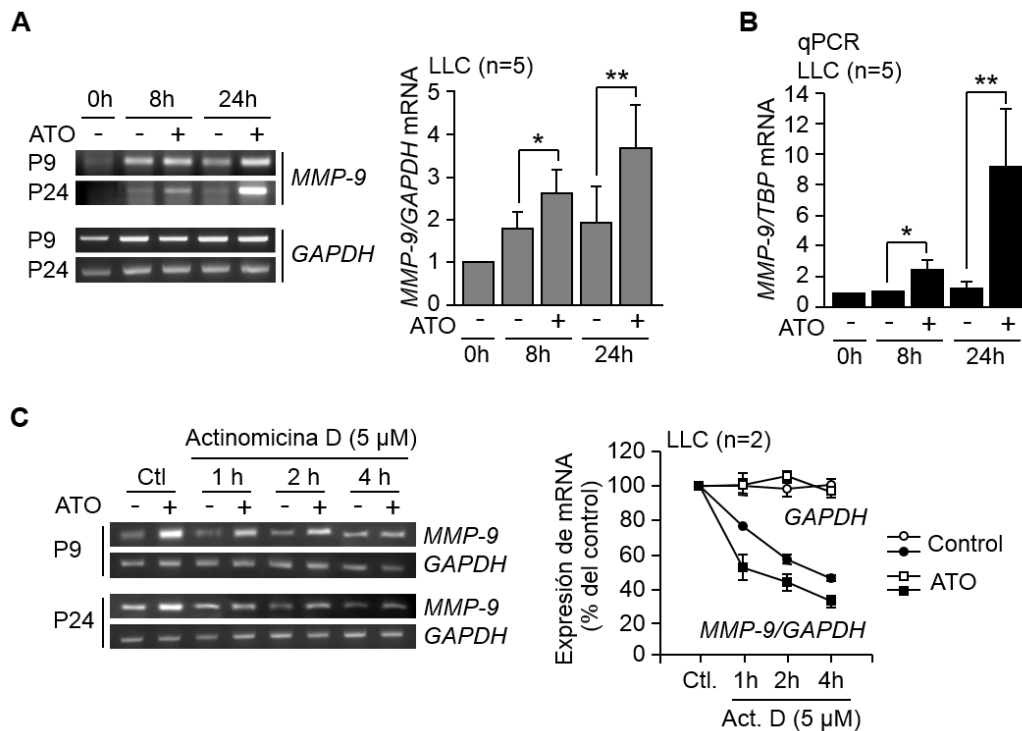 A
0h 8h 24h
ATO - - + - +
P9
P24
MMP-9
P9
P24
GAPDH
LLC (n=5)
MMP-9/GAPDH mRNA
5
4
3
2
1
0
*
**
ATO - - + - +
0h 8h 24h
B
qPCR
LLC (n=5)
MMP-9/TBP mRNA
14
12
10
8
6
4
2
0
*
**
- - + - +
0h 8h 24h
C
Actinomicina D (5 µM)
Ctl 1 h 2 h 4 h
ATO - + - + - + - +
P9
MMP-9
GAPDH
P24
MMP-9
GAPDH
LLC (n=2)
Expresión de mRNA
(% del control)
120
100
80
60
40
20
0
GAPDH
MMP-9/GAPDH
Control
ATO
Ctl. 1h 2h 4h
Act. D (5 µM)